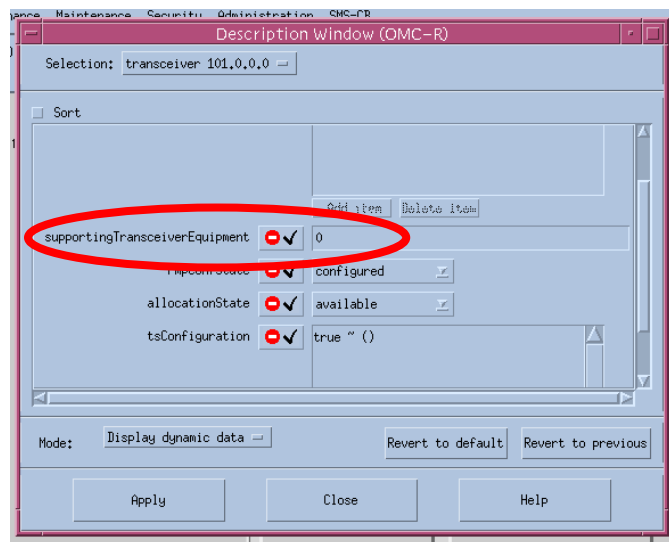 Maintenance Security Administration SMS-CR
Description Window (OMC-R)
Selection: transceiver 101.0.0.0
Sort
Add item Delete item
supportingTransceiverEquipment 0
configured
allocationState available
tsConfiguration true ~ ()
Mode: Display dynamic data Revert to default Revert to previous
Apply Close Help